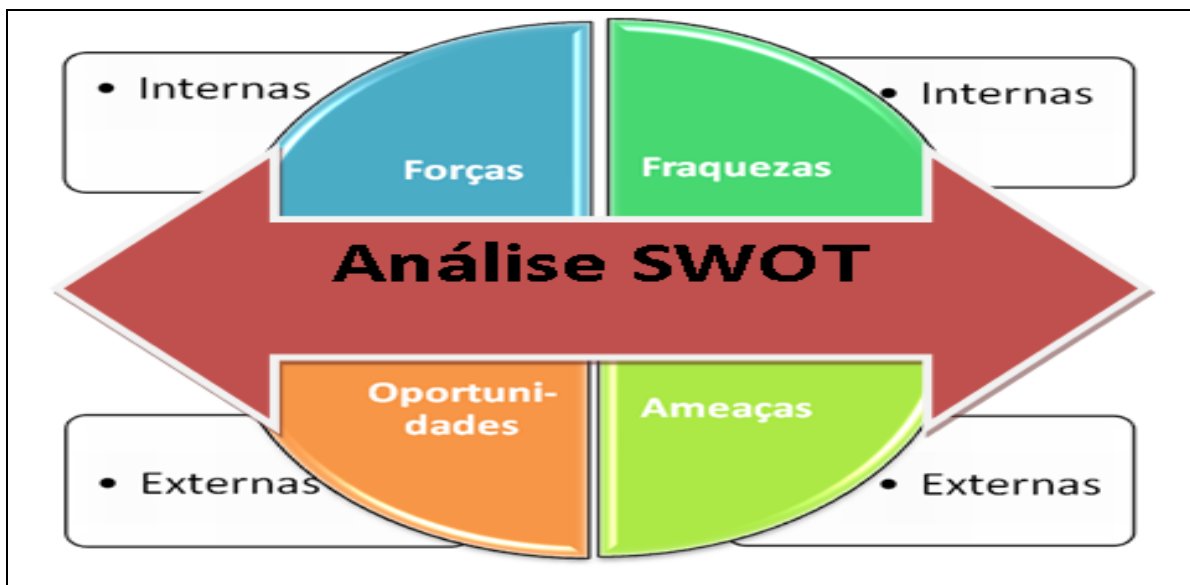 • Internas
• Internas
Forças
Fraquezas
Análise SWOT
Oportuni-
dades
Ameaças
• Externas
• Externas